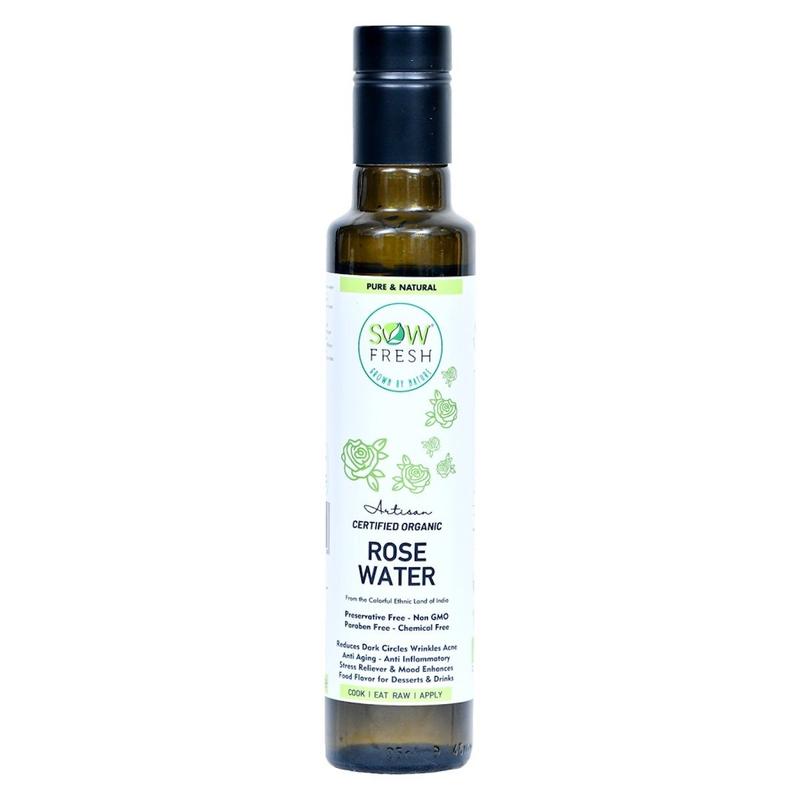 PURE & NATURAL
SOW
FRESH
GROWN BY NATURE
Artisan
CERTIFIED ORGANIC
ROSE
WATER
From the Colorful Ethnic Land of India
Preservative Free - Non GMO
Paraben Free - Chemical Free
Reduces Dark Circles Wrinkles Acne
Anti Aging - Anti Inflammatory
Stress Reliever & Mood Enhances
Food Flavor for Desserts & Drinks
COOK | EAT RAW | APPLY